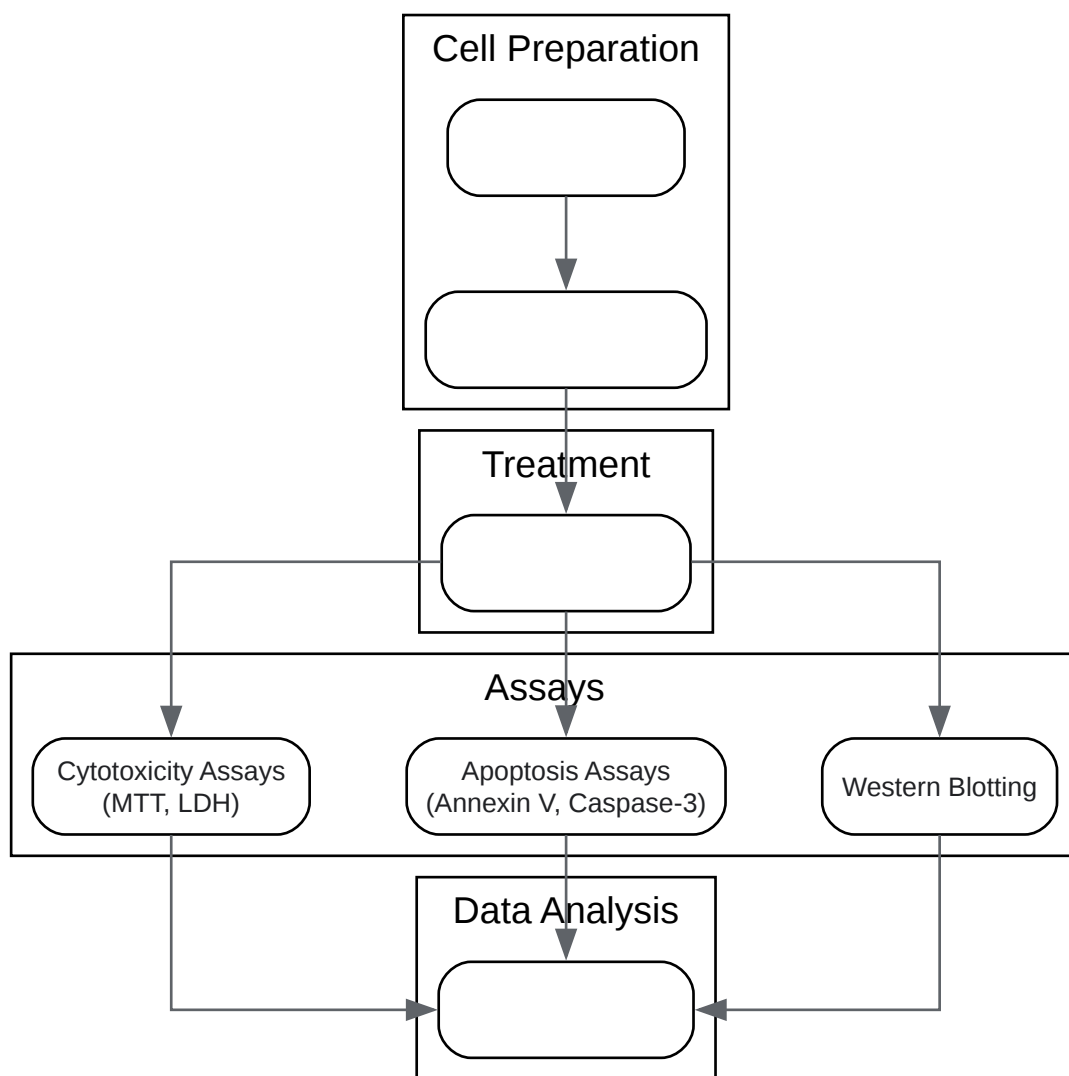 Cell Preparation
Treatment
Assays
Cytotoxicity Assays
(MTT, LDH)
Apoptosis Assays
(Annexin V, Caspase-3)
Western Blotting
Data Analysis